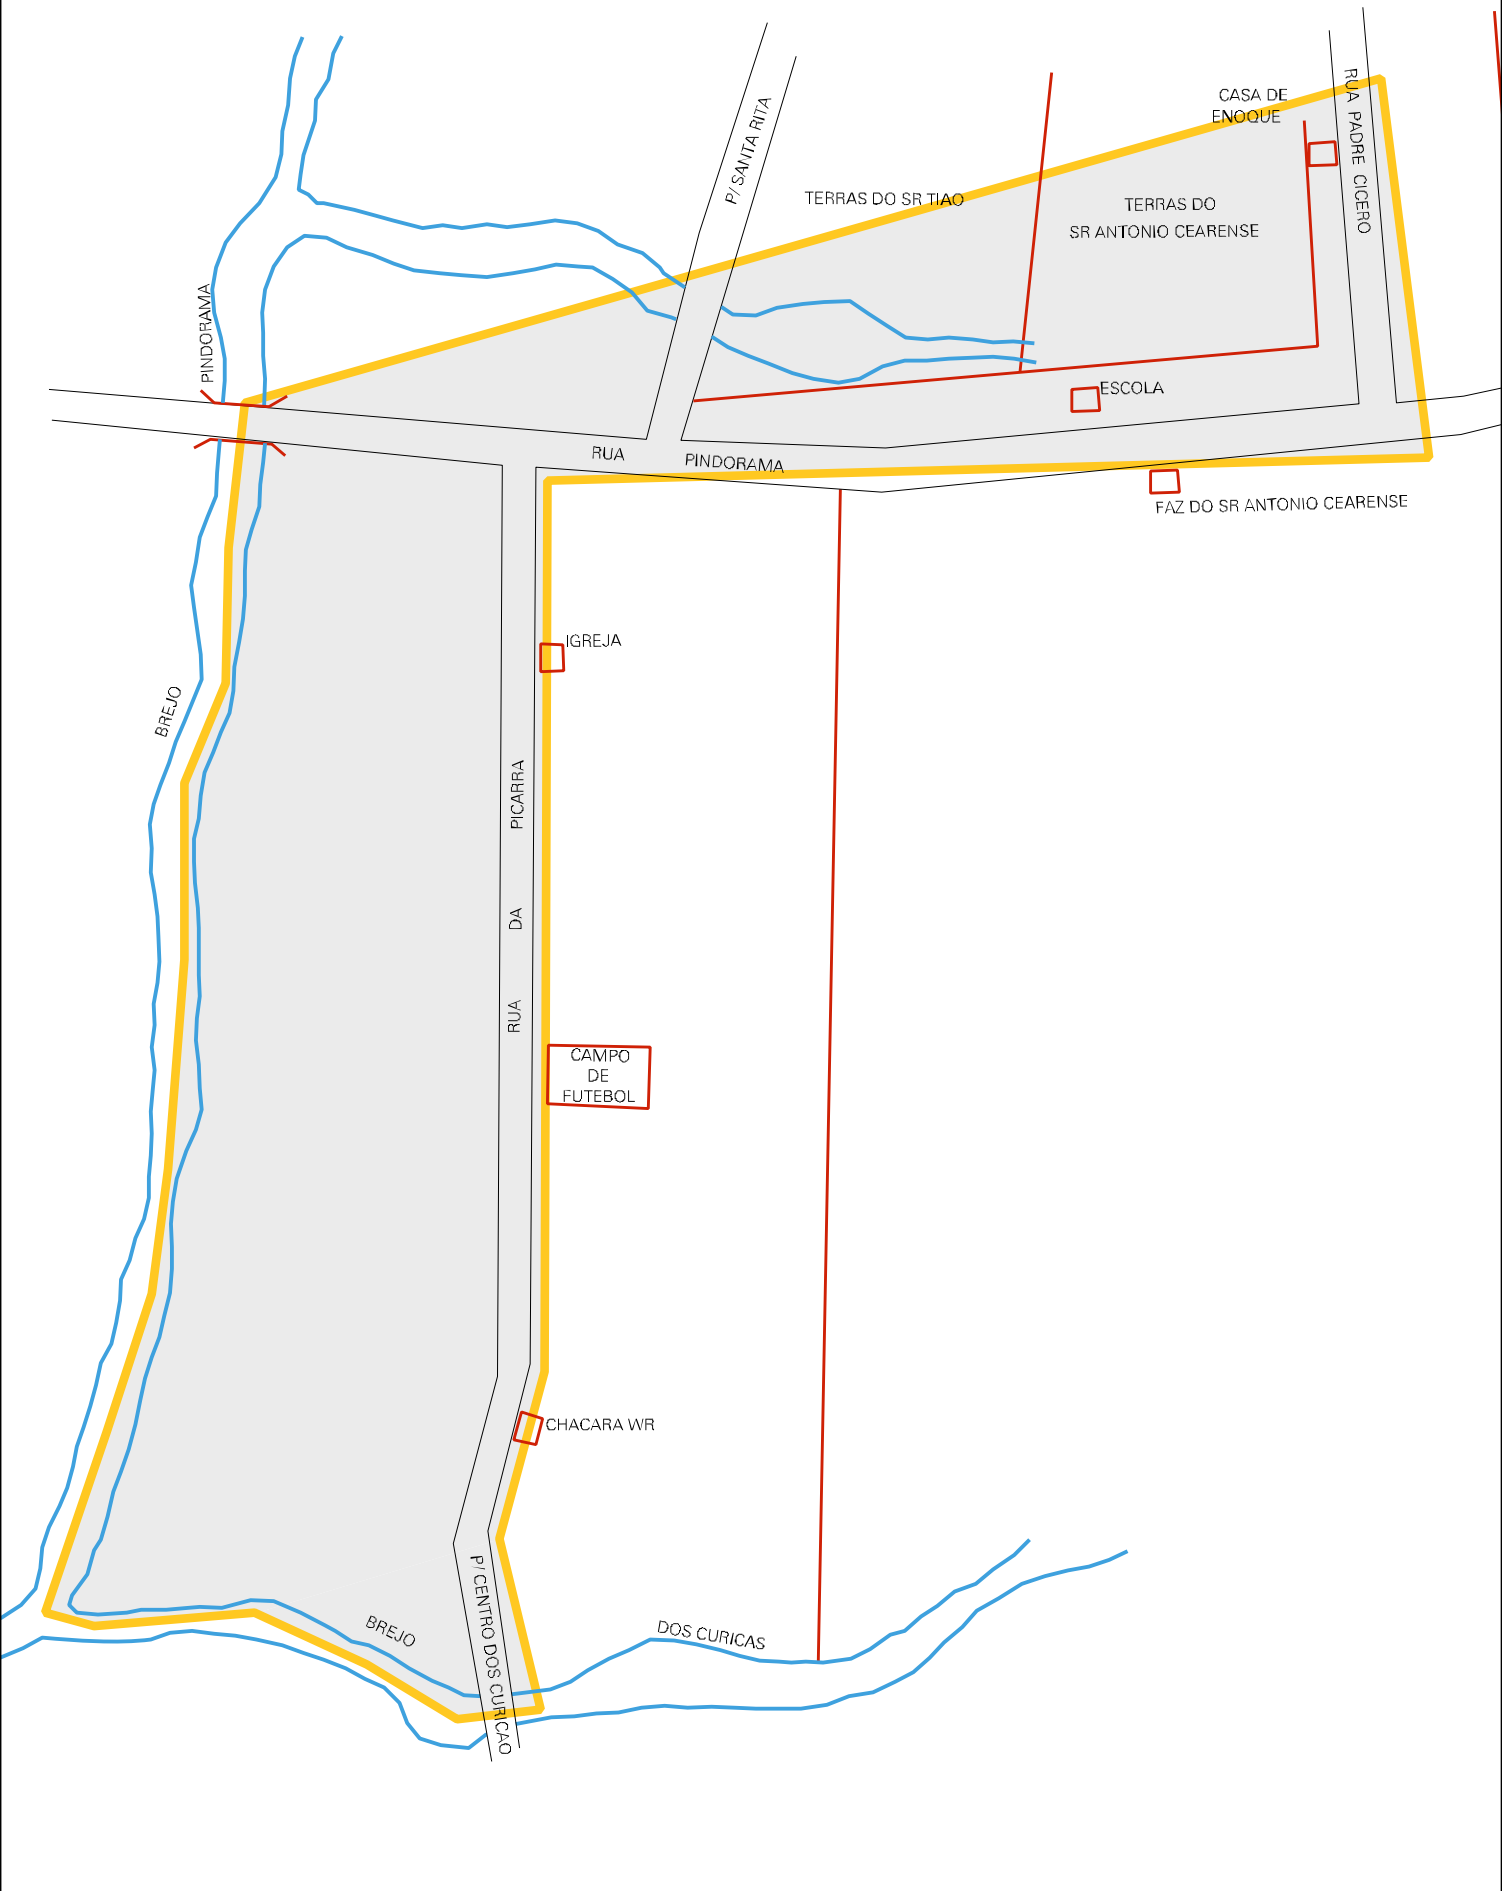 CASA DE
ENOQUE
RUA PADRE CICERO
P/ SANTA RITA
TERRAS DO SR TIAO
TERRAS DO
SR ANTONIO CEARENSE
PINDORAMA
ESCOLA
RUA PINDORAMA
FAZ DO SR ANTONIO CEARENSE
IGREJA
BREJO
RUA DA PICARRA
CAMPO
DE
FUTEBOL
CHACARA WR
P/ CENTRO DOS CURICAO
BREJO
DOS CURICAS